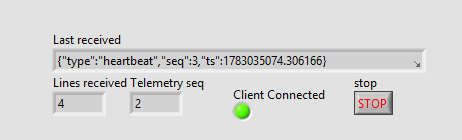 Last received
{"type":"heartbeat","seq":3,"ts":1783035074.306166}
Lines received Telemetry seq
4 2
Client Connected
stop
STOP